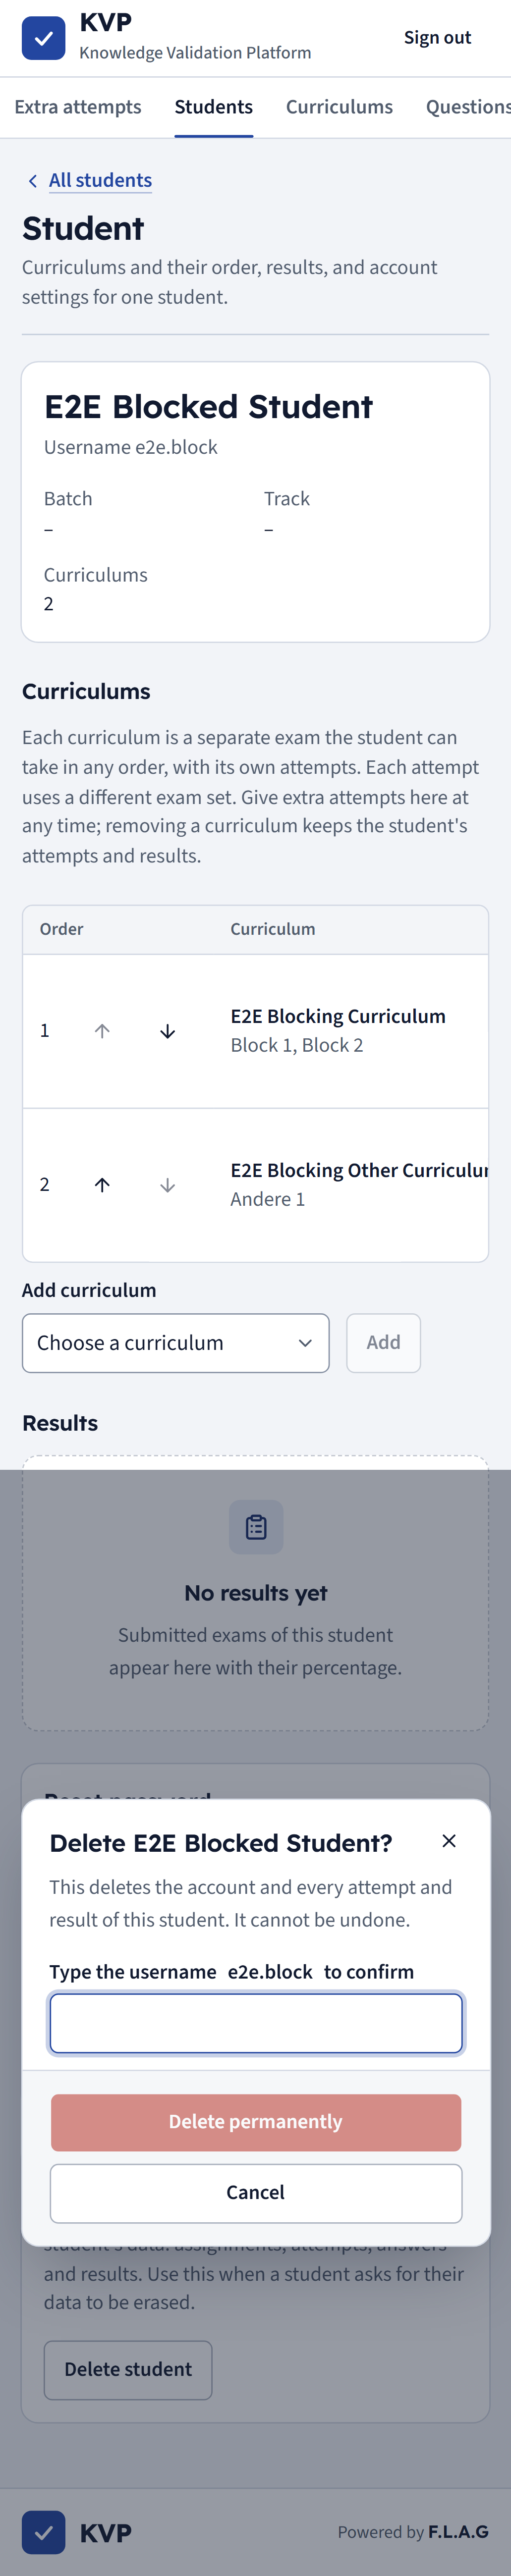 KVP
Knowledge Validation Platform
Sign out
Extra attempts
Students
Curriculums
Questions
All students
Student
Curriculums and their order, results, and account
settings for one student.
E2E Blocked Student
Username e2e.block
Batch
Track
–
–
Curriculums
2
Curriculums
Each curriculum is a separate exam the student can
take in any order, with its own attempts. Each attempt
uses a different exam set. Give extra attempts here at
any time; removing a curriculum keeps the student's
attempts and results.
Order
Curriculum
1
E2E Blocking Curriculum
Block 1, Block 2
2
E2E Blocking Other Curriculum
Andere 1
Add curriculum
Choose a curriculum
Add
Results
No results yet
Submitted exams of this student
appear here with their percentage.
Reset password
Delete E2E Blocked Student?
This deletes the account and every attempt and
result of this student. It cannot be undone.
Type the username e2e.block to confirm
Delete permanently
Cancel
student's data: assignments, attempts, answers
and results. Use this when a student asks for their
data to be erased.
Delete student
KVP
Powered by F.L.A.G